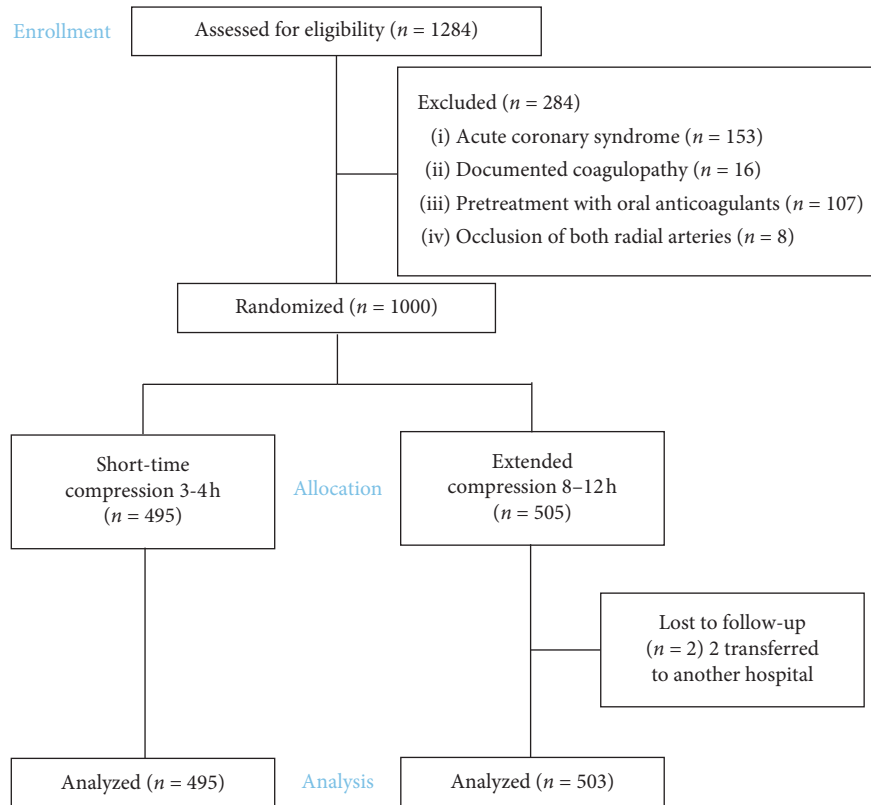 Enrollment
Assessed for eligibility (n = 1284)
Excluded (n = 284)
(i) Acute coronary syndrome (n = 153)
(ii) Documented coagulopathy (n = 16)
(iii) Pretreatment with oral anticoagulants (n = 107)
(iv) Occlusion of both radial arteries (n = 8)
Randomized (n = 1000)
Short-time
compression 3-4 h
(n = 495)
Allocation
Extended
compression 8–12 h
(n = 505)
Lost to follow-up
(n = 2) 2 transferred
to another hospital
Analyzed (n = 495)
Analysis
Analyzed (n = 503)